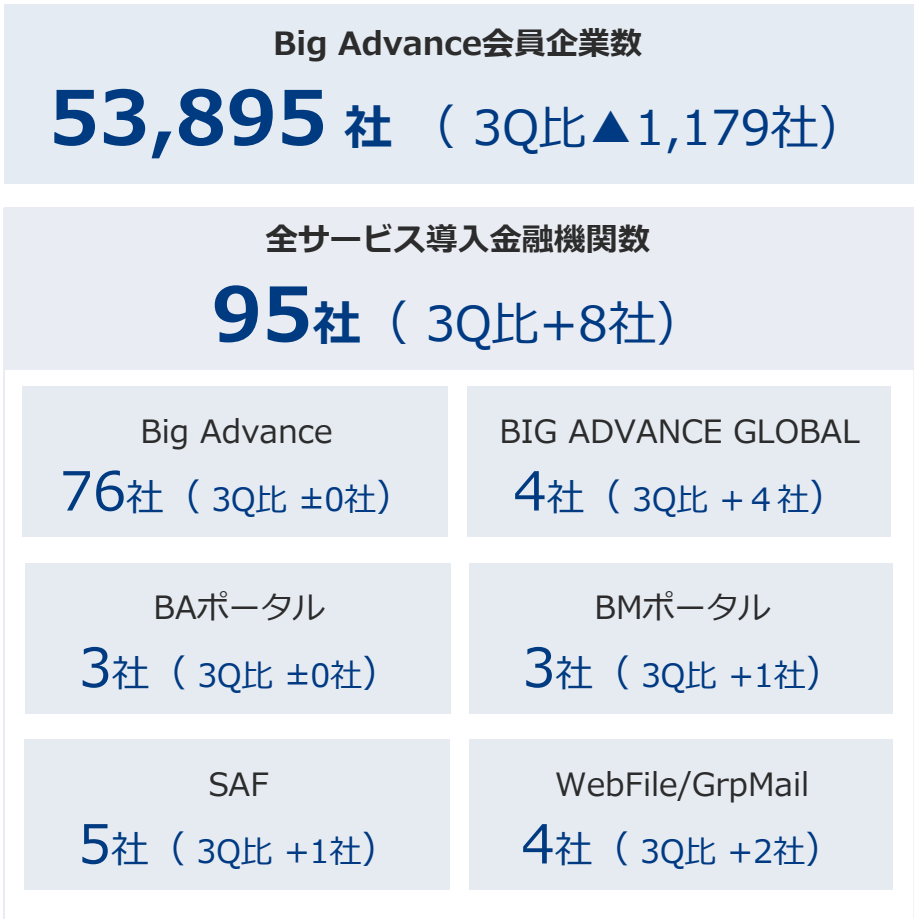 Big Advance会員企業数
53,895 社 （ 3Q比▲1,179社）
全サービス導入金融機関数
95社（ 3Q比+8社）
Big Advance
76社（ 3Q比 ±0社）
BIG ADVANCE GLOBAL
4社（ 3Q比 +４社）
BAポータル
3社（ 3Q比 ±0社）
BMポータル
3社（ 3Q比 +1社）
SAF
5社（ 3Q比 +1社）
WebFile/GrpMail
4社（ 3Q比 +2社）